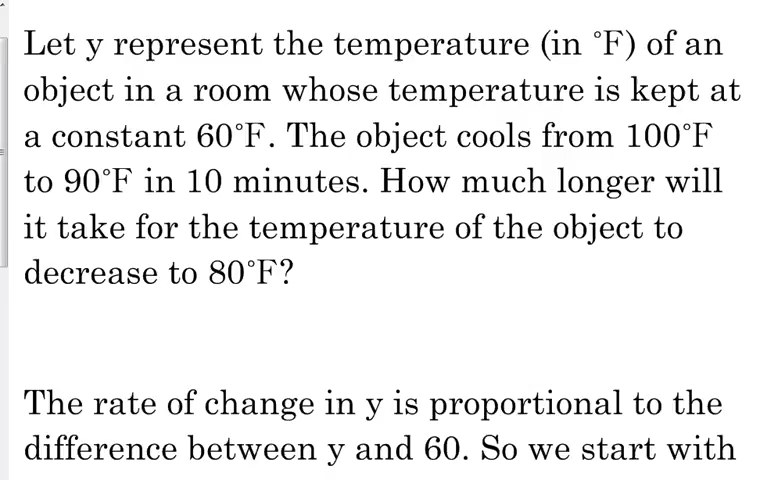 Let y represent the temperature (in °F) of an
object in a room whose temperature is kept at
a constant 60°F. The object cools from 100°F
to 90°F in 10 minutes. How much longer will
it take for the temperature of the object to
decrease to 80°F?
The rate of change in y is proportional to the
difference between y and 60. So we start with